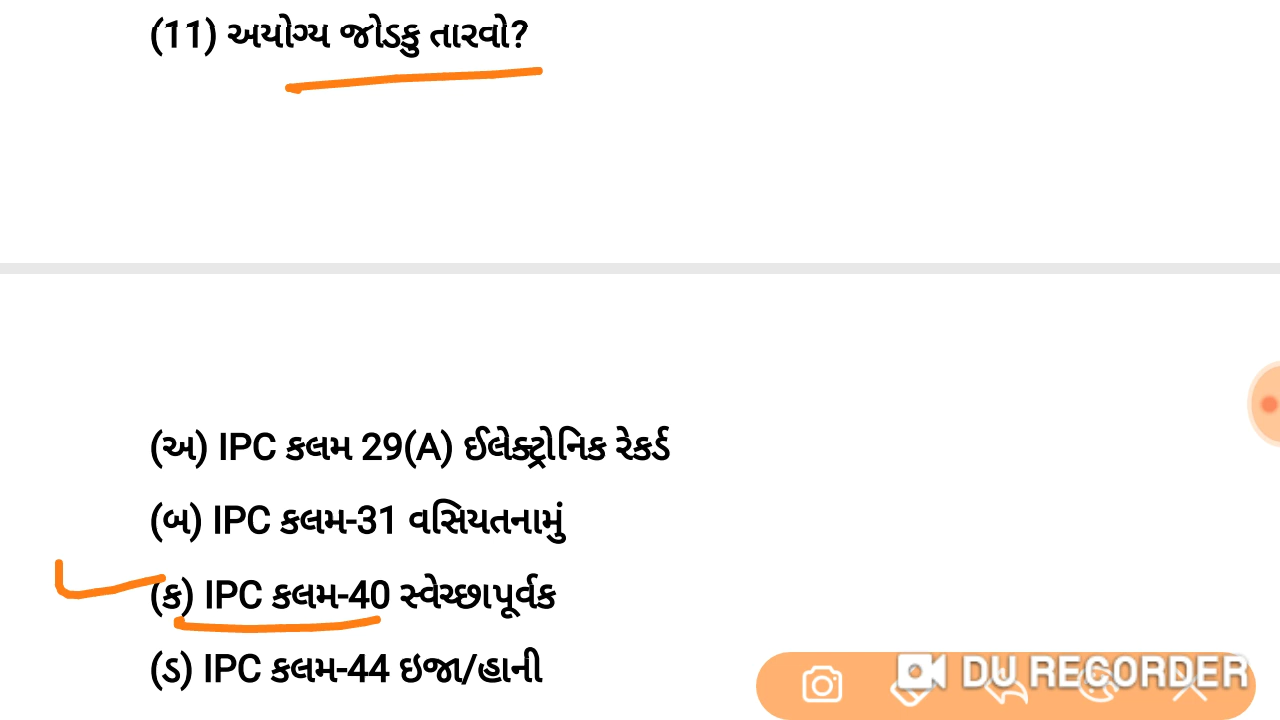 (11) અયોગ્ય જોડકુ તારવો?
(અ) IPC કલમ 29(A) ઈલેક્ટ્રોનિક રેકર્ડ
(બ) IPC કલમ-31 વસિયતનામું
(ક) IPC કલમ-40 સ્વેચ્છાપૂર્વક
(ડ) IPC કલમ-44 ઇજા/હાની
DU RECORDER